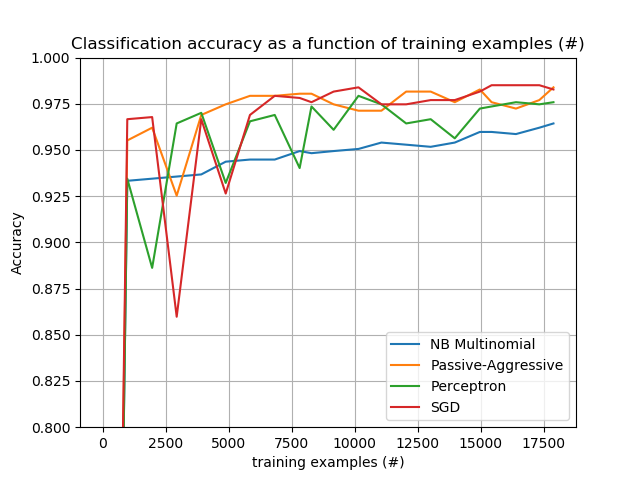 Classification accuracy as a function of training examples (#)
1.000
0.975
0.950
0.925
0.900
0.875
0.850
0.825
0.800
Accuracy
NB Multinomial
Passive-Aggressive
Perceptron
SGD
0 2500 5000 7500 10000 12500 15000 17500
training examples (#)